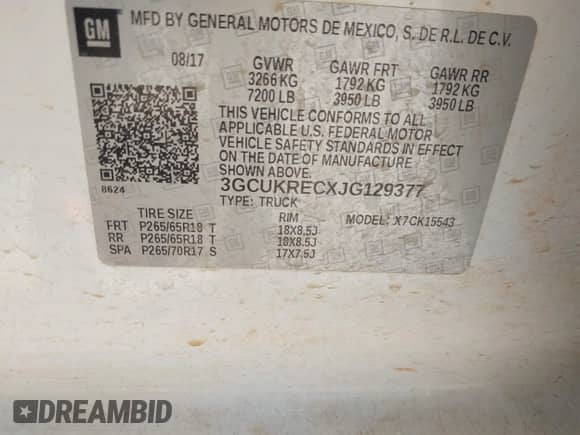 GM
MFD BY GENERAL MOTORS DE MEXICO, S. DE R.L. DE C.V.
08/17 GVWR GAWR FRT GAWR RR
3266 KG 1792 KG 1792 KG
7200 LB 3950 LB 3950 LB
THIS VEHICLE CONFORMS TO ALL
APPLICABLE U.S. FEDERAL MOTOR
VEHICLE SAFETY STANDARDS IN EFFECT
ON THE DATE OF MANUFACTURE
SHOWN ABOVE.
8624
3GCUKRECXJG129377
TYPE: TRUCK MODEL: X7CK15543
TIRE SIZE RIM
FRT P265/65R18 T 18X8.5J
RR P265/65R18 T 18X8.5J
SPA P265/70R17 S 17X7.5J
DREAMBID